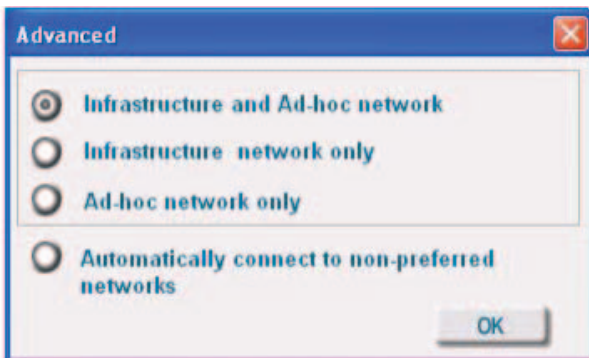 Advanced
Infrastructure and Ad-hoc network
Infrastructure network only
Ad-hoc network only
Automatically connect to non-preferred
networks
OK